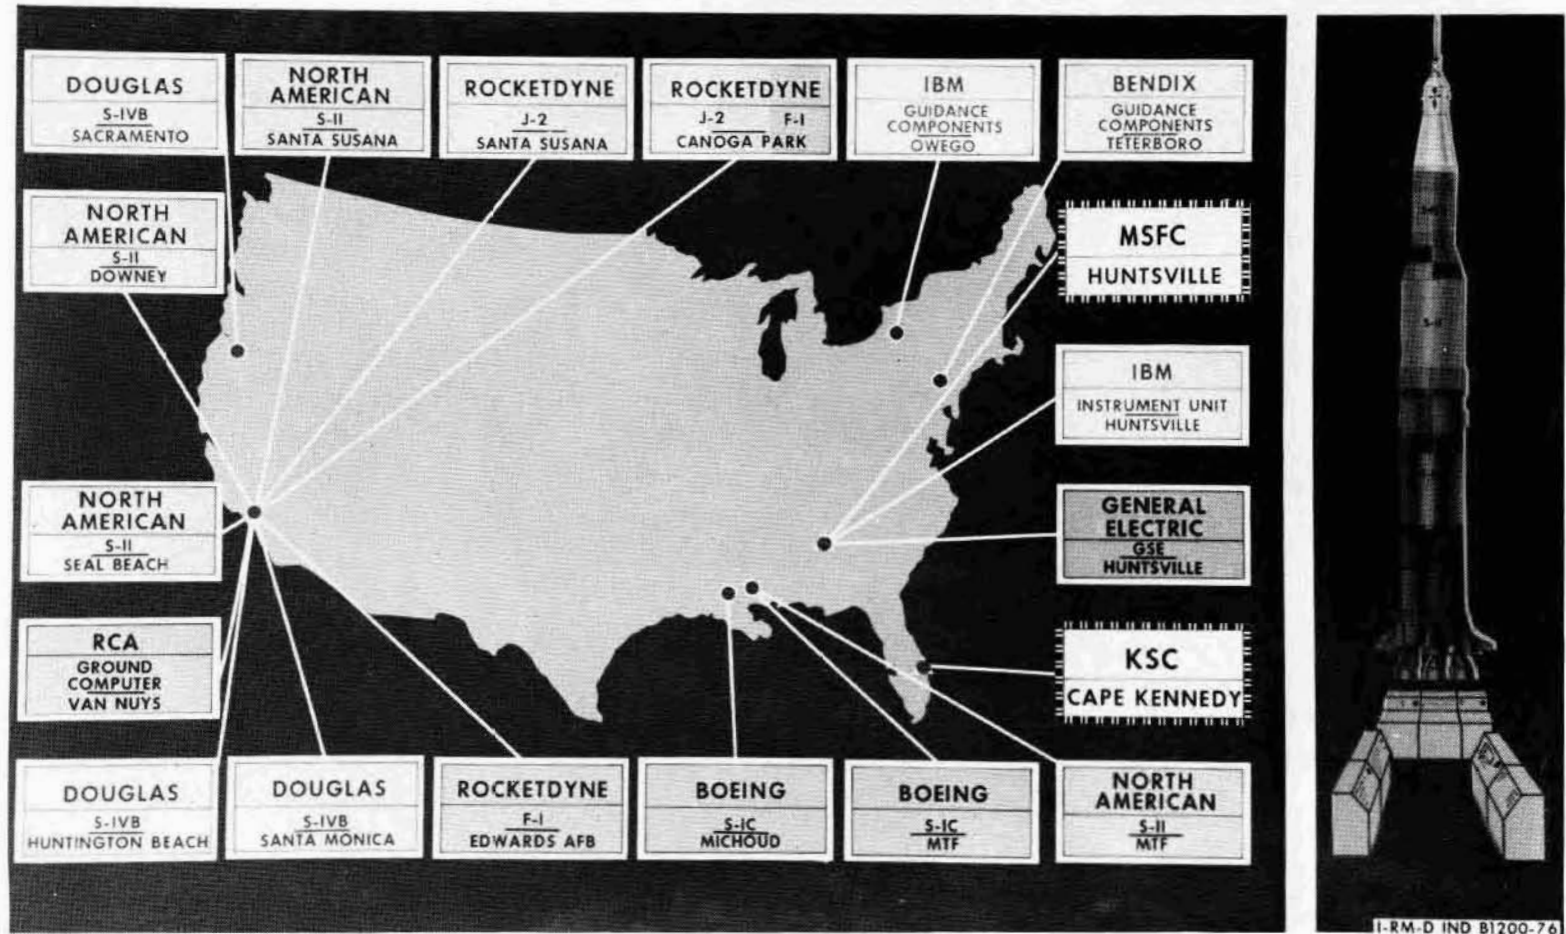 DOUGLAS
S-IVB
SACRAMENTO
NORTH
AMERICAN
S-II
SANTA SUSANA
ROCKETDYNE
J-2
SANTA SUSANA
ROCKETDYNE
J-2 F-1
CANOGA PARK
IBM
GUIDANCE
COMPONENTS
OWEGO
BENDIX
GUIDANCE
COMPONENTS
TETERBORO
NORTH
AMERICAN
S-II
DOWNEY
MSFC
HUNTSVILLE
IBM
INSTRUMENT UNIT
HUNTSVILLE
NORTH
AMERICAN
S-II
SEAL BEACH
GENERAL
ELECTRIC
GSE
HUNTSVILLE
RCA
GROUND
COMPUTER
VAN NUYS
KSC
CAPE KENNEDY
DOUGLAS
S-IVB
HUNTINGTON BEACH
DOUGLAS
S-IVB
SANTA MONICA
ROCKETDYNE
F-1
EDWARDS AFB
BOEING
S-IC
MICHOUD
BOEING
S-IC
MTF
NORTH
AMERICAN
S-II
MTF
S-II
I-RM-D IND B1200-76